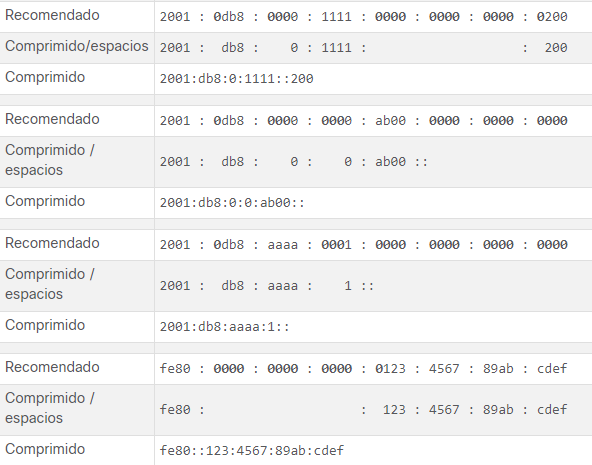 Recomendado 2001 : 0db8 : 0000 : 1111 : 0000 : 0000 : 0000 : 0200
Comprimido/espacios 2001 : db8 : 0 : 1111 : : 200
Comprimido 2001:db8:0:1111::200
Recomendado 2001 : 0db8 : 0000 : 0000 : ab00 : 0000 : 0000 : 0000
Comprimido /
espacios 2001 : db8 : 0 : 0 : ab00 ::
Comprimido 2001:db8:0:0:ab00::
Recomendado 2001 : 0db8 : aaaa : 0001 : 0000 : 0000 : 0000 : 0000
Comprimido /
espacios 2001 : db8 : aaaa : 1 ::
Comprimido 2001:db8:aaaa:1::
Recomendado fe80 : 0000 : 0000 : 0000 : 0123 : 4567 : 89ab : cdef
Comprimido /
espacios fe80 : : 123 : 4567 : 89ab : cdef
Comprimido fe80::123:4567:89ab:cdef